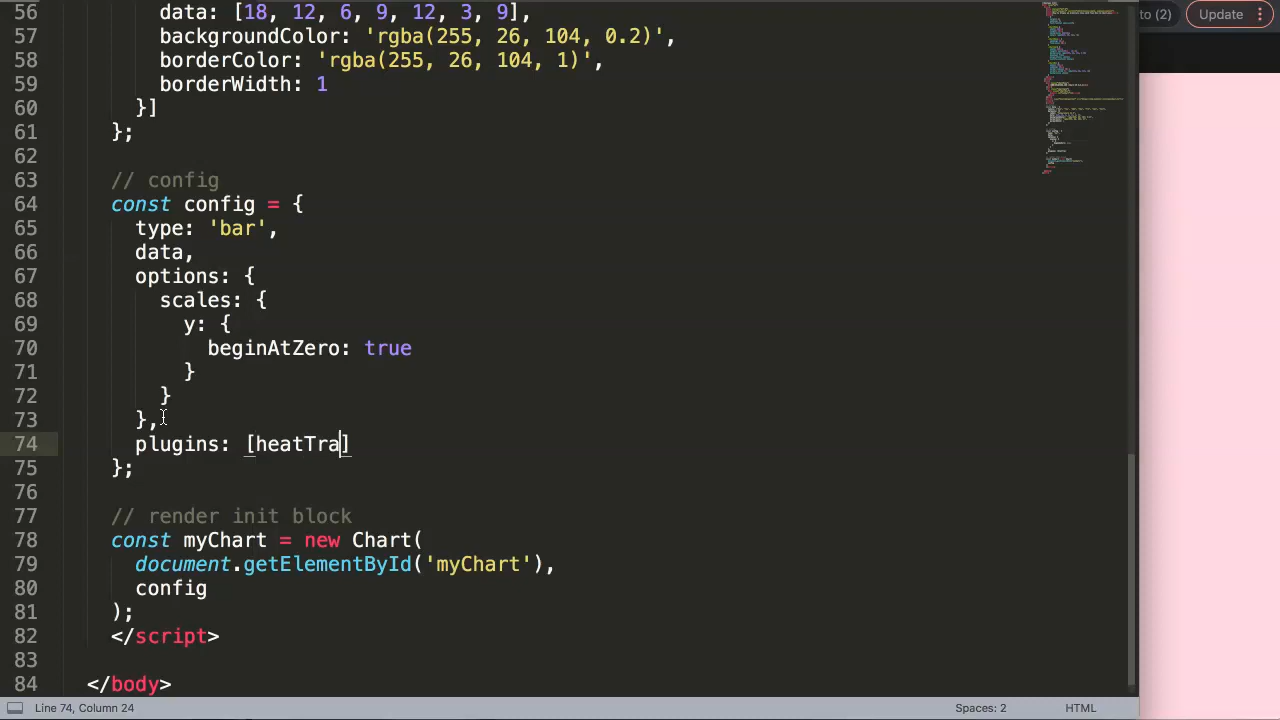 56 data: [18, 12, 6, 9, 12, 3, 9],
57 backgroundColor: 'rgba(255, 26, 104, 0.2)',
58 borderColor: 'rgba(255, 26, 104, 1)',
59 borderWidth: 1
60 }]
61 };
62
63 // config
64 const config = {
65 type: 'bar',
66 data,
67 options: {
68 scales: {
69 y: {
70 beginAtZero: true
71 }
72 }
73 },
74 plugins: [heatTra]
75 };
76
77 // render init block
78 const myChart = new Chart(
79 document.getElementById('myChart'),
80 config
81 );
82 </script>
83
84 </body>
Line 74, Column 24 Spaces: 2 HTML
to (2) Update